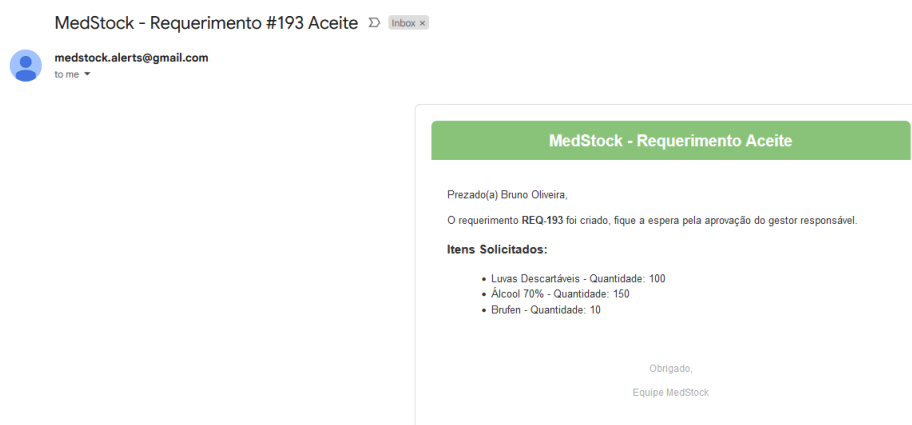 MedStock - Requerimento #193 Aceite Inbox ×
medstock.alerts@gmail.com
to me
MedStock - Requerimento Aceite
Prezado(a) Bruno Oliveira,
O requerimento REQ-193 foi criado, fique a espera pela aprovação do gestor responsável.
Itens Solicitados:
• Luvas Descartáveis - Quantidade: 100
• Álcool 70% - Quantidade: 150
• Brufen - Quantidade: 10
Obrigado,
Equipe MedStock